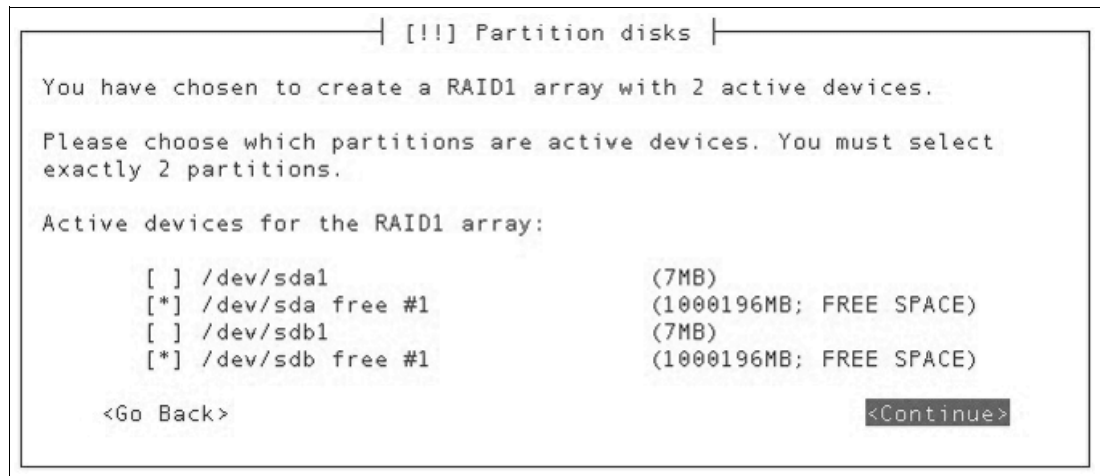 [!!] Partition disks
You have chosen to create a RAID1 array with 2 active devices.
Please choose which partitions are active devices. You must select
exactly 2 partitions.
Active devices for the RAID1 array:
[ ] /dev/sda1 (7MB)
[*] /dev/sda free #1 (1000196MB; FREE SPACE)
[ ] /dev/sdb1 (7MB)
[*] /dev/sdb free #1 (1000196MB; FREE SPACE)
<Go Back> <Continue>